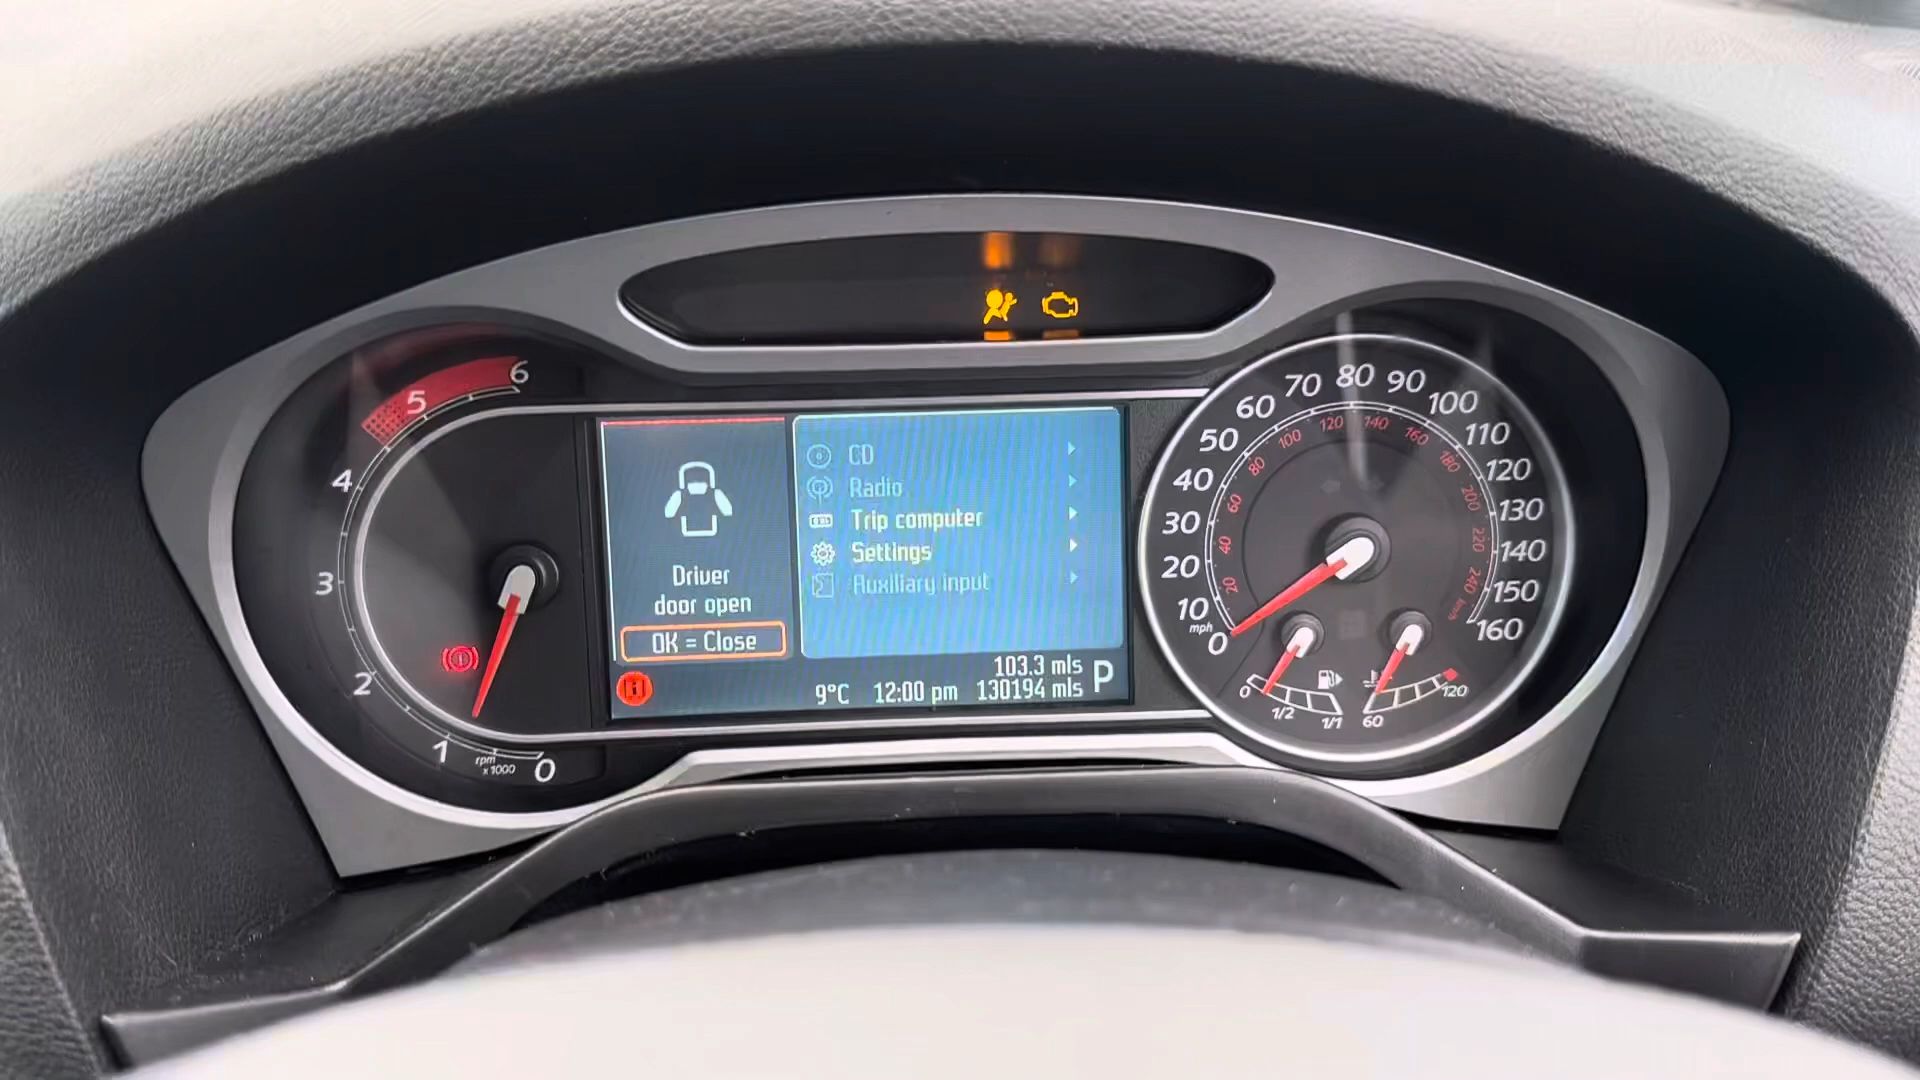 6
5
4
3
2
1
0
rpm
x 1000
Driver
door open
OK = Close
i
CD
Radio
Trip computer
Settings
Auxiliary input
103.3 mls
9°C 12:00 pm 130194 mls P
0
10
20
30
40
50
60
70
80
90
100
110
120
130
140
150
160
mph
20
40
60
80
100
120
140
160
180
200
220
240
km/h
0
1/2
1/1
60
120